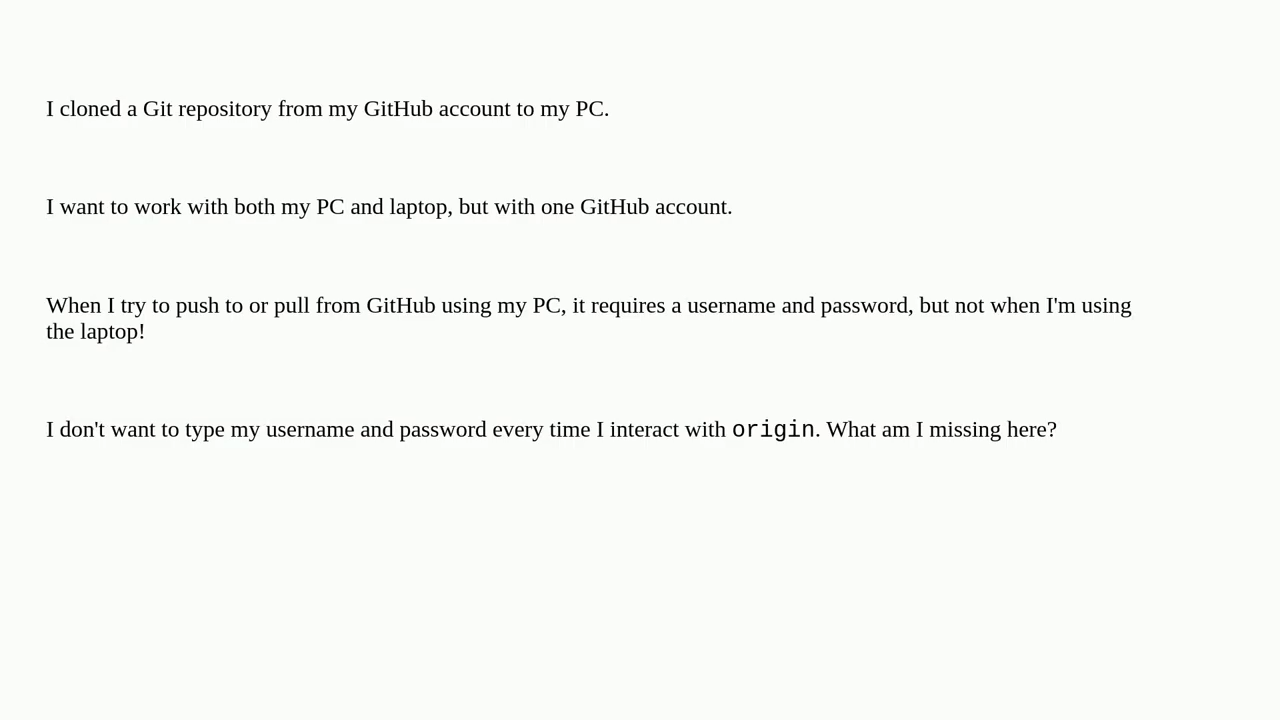 I cloned a Git repository from my GitHub account to my PC.
I want to work with both my PC and laptop, but with one GitHub account.
When I try to push to or pull from GitHub using my PC, it requires a username and password, but not when I'm using
the laptop!
I don't want to type my username and password every time I interact with origin. What am I missing here?